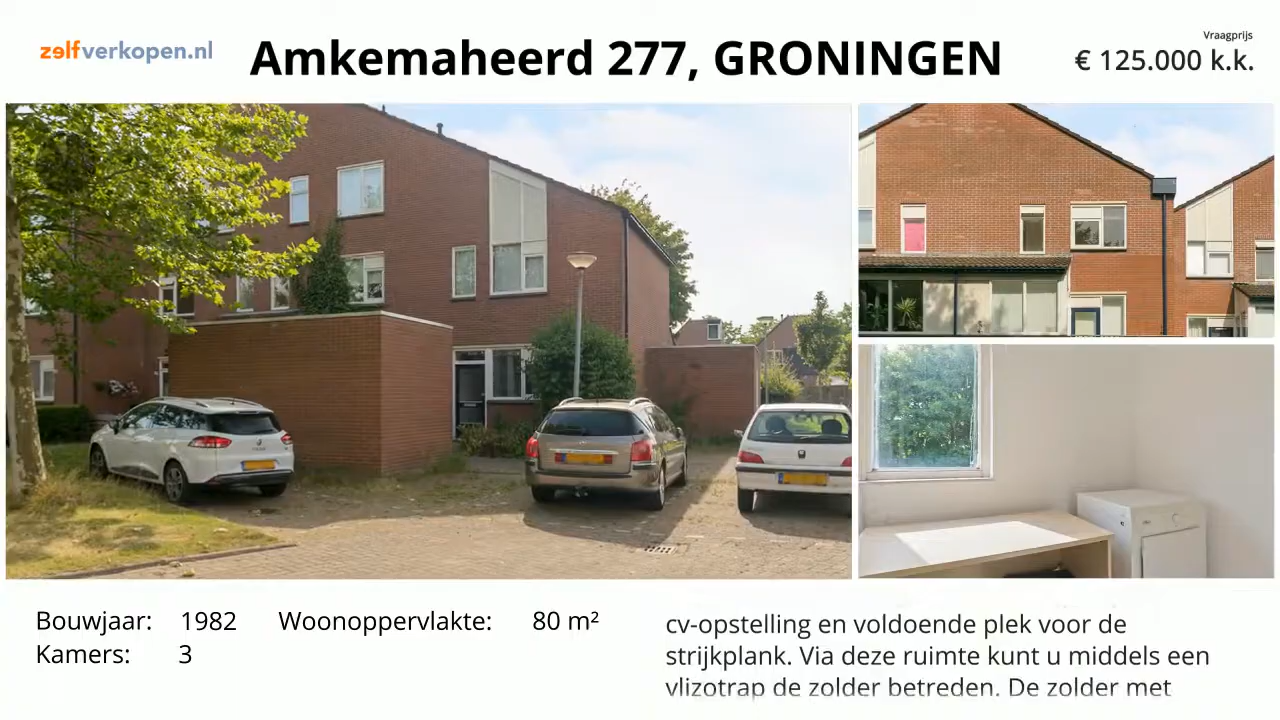 zelfverkopen.nl
Amkemaheerd 277, GRONINGEN
Vraagprijs
€ 125.000 k.k.
Bouwjaar: 1982 Woonoppervlakte: 80 m²
Kamers: 3
cv-opstelling en voldoende plek voor de
strijkplank. Via deze ruimte kunt u middels een
vlizotrap de zolder betreden. De zolder met